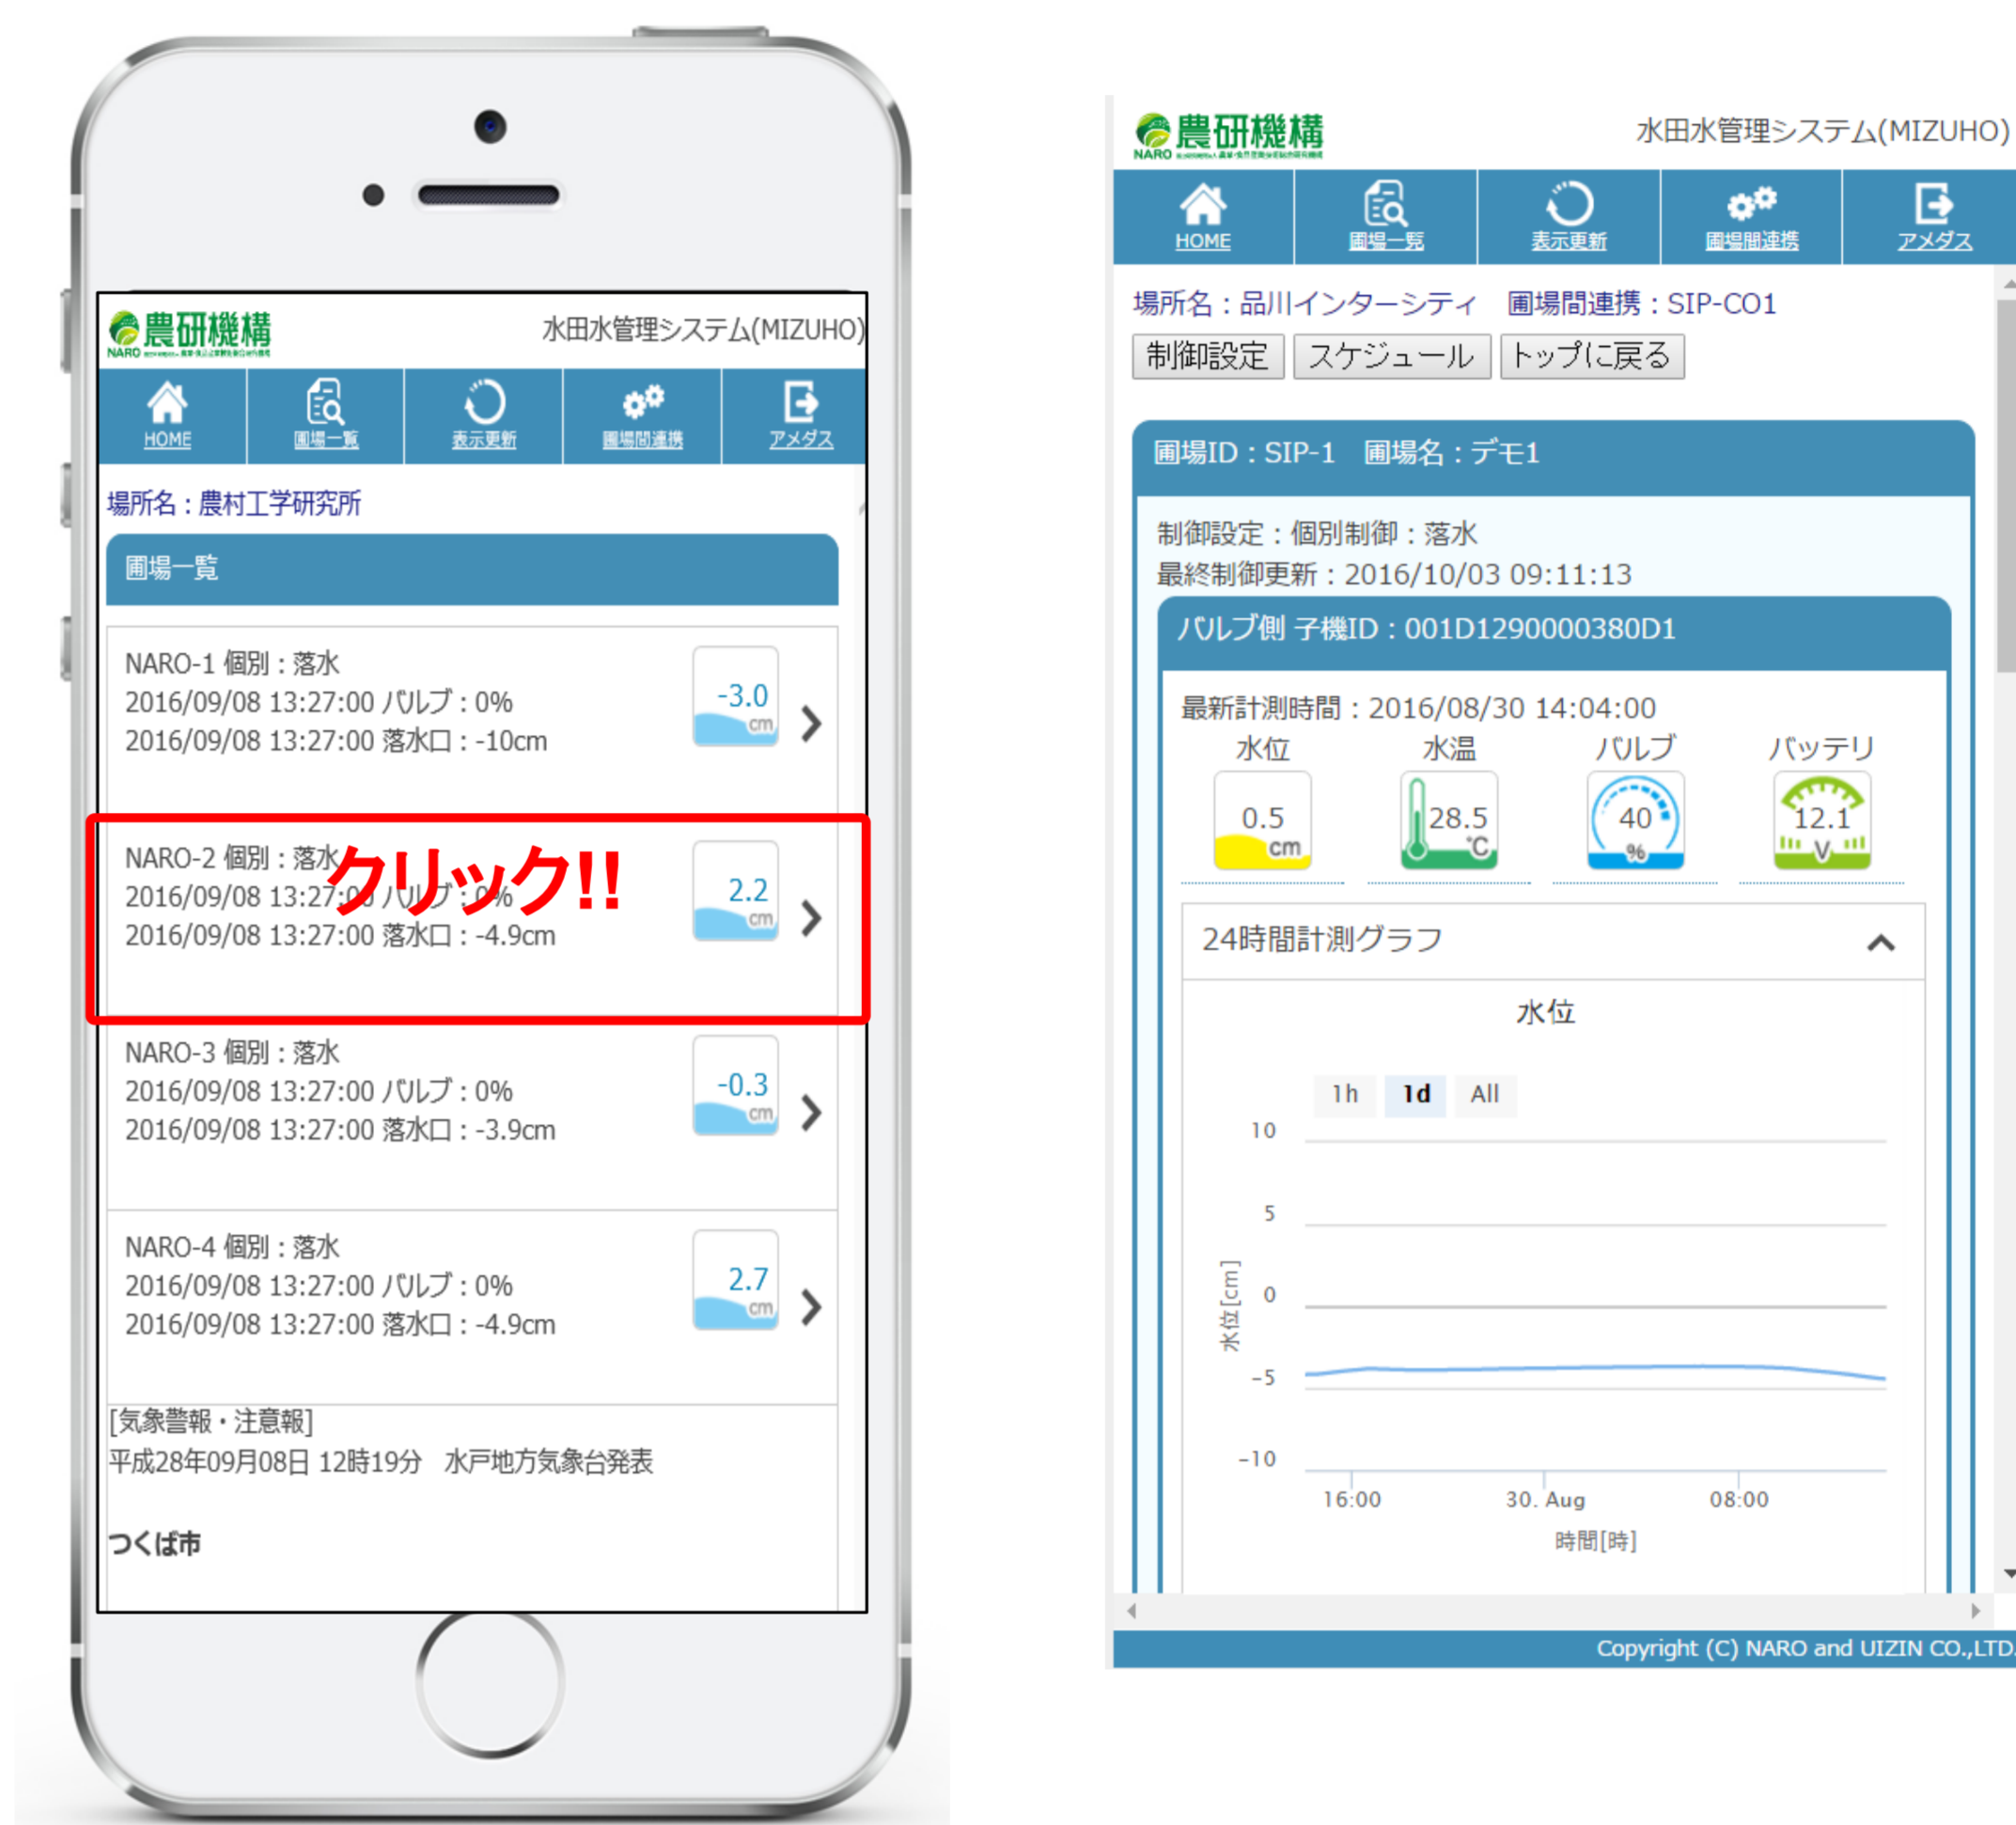 農研機構
NARO
水田水管理システム(MIZUHO)
HOME
圃場一覧
表示更新
圃場間連携
アメダス
場所名：農村工学研究所
圃場一覧
NARO-1 個別：落水
2016/09/08 13:27:00 バルブ：0%
2016/09/08 13:27:00 落水口：-10cm
-3.0
cm
NARO-2 個別：落水
2016/09/08 13:27:00 バルブ：0%
2016/09/08 13:27:00 落水口：-4.9cm
クリック!!
2.2
cm
NARO-3 個別：落水
2016/09/08 13:27:00 バルブ：0%
2016/09/08 13:27:00 落水口：-3.9cm
-0.3
cm
NARO-4 個別：落水
2016/09/08 13:27:00 バルブ：0%
2016/09/08 13:27:00 落水口：-4.9cm
2.7
cm
[気象警報・注意報]
平成28年09月08日 12時19分　水戸地方気象台発表
つくば市
農研機構
NARO
水田水管理システム(MIZUHO)
HOME
圃場一覧
表示更新
圃場間連携
アメダス
場所名：品川インターシティ　圃場間連携：SIP-CO1
制御設定 スケジュール トップに戻る
圃場ID：SIP-1　圃場名：デモ1
制御設定：個別制御：落水
最終制御更新：2016/10/03 09:11:13
バルブ側 子機ID：001D1290000380D1
最新計測時間：2016/08/30 14:04:00
水位 水温 バルブ バッテリ
0.5 28.5 40 12.1
cm ℃ % V
24時間計測グラフ
水位
1h 1d All
10
5
0
-5
-10
水位[cm]
16:00 30. Aug 08:00
時間[時]
Copyright (C) NARO and UIZIN CO.,LTD.